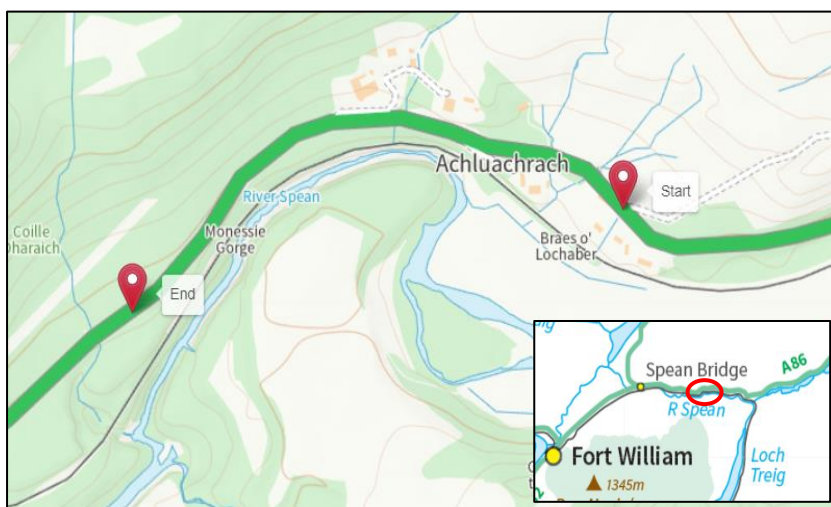 Achluachrach
Start
River Spean
Monessie
Gorge
Coille
Dharaich
Braes o'
Lochaber
End
Spean Bridge
A86
R Spean
Fort William
Loch
Treig
1345m